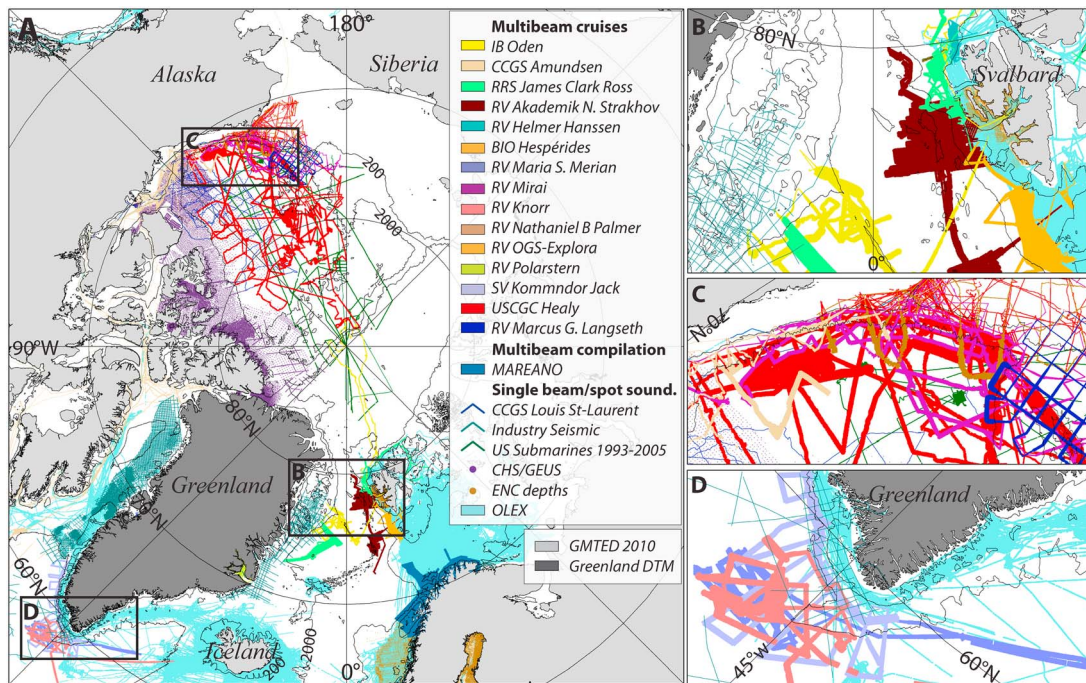 A
180°
Alaska
Siberia
C
200
2000
90°W
80°N
Greenland
70°N
60°N
B
D
Iceland
200
2000
0°
Multibeam cruises
IB Oden
CCGS Amundsen
RRS James Clark Ross
RV Akademik N. Strakhov
RV Helmer Hanssen
BIO Hespérides
RV Maria S. Merian
RV Mirai
RV Knorr
RV Nathaniel B Palmer
RV OGS-Explora
RV Polarstern
SV Kommndor Jack
USCGC Healy
RV Marcus G. Langseth
Multibeam compilation
MAREANO
Single beam/spot sound.
CCGS Louis St-Laurent
Industry Seismic
US Submarines 1993-2005
CHS/GEUS
ENC depths
OLEX
GMTED 2010
Greenland DTM
B
80°N
Svalbard
0°
C
70°N
D
Greenland
45°W
60°N